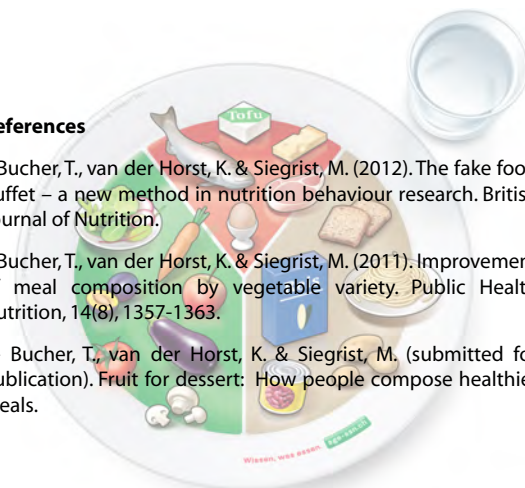 eferences
Bucher, T., van der Horst, K. & Siegrist, M. (2012). The fake foo
uffet – a new method in nutrition behaviour research. Britis
ournal of Nutrition.
Bucher, T., van der Horst, K. & Siegrist, M. (2011). Improvemen
meal composition by vegetable variety. Public Healt
utrition, 14(8), 1357-1363.
Bucher, T., van der Horst, K. & Siegrist, M. (submitted fo
ublication). Fruit for dessert: How people compose healthie
eals.
Tofu
Wissen, was essen. sge-ssn.ch